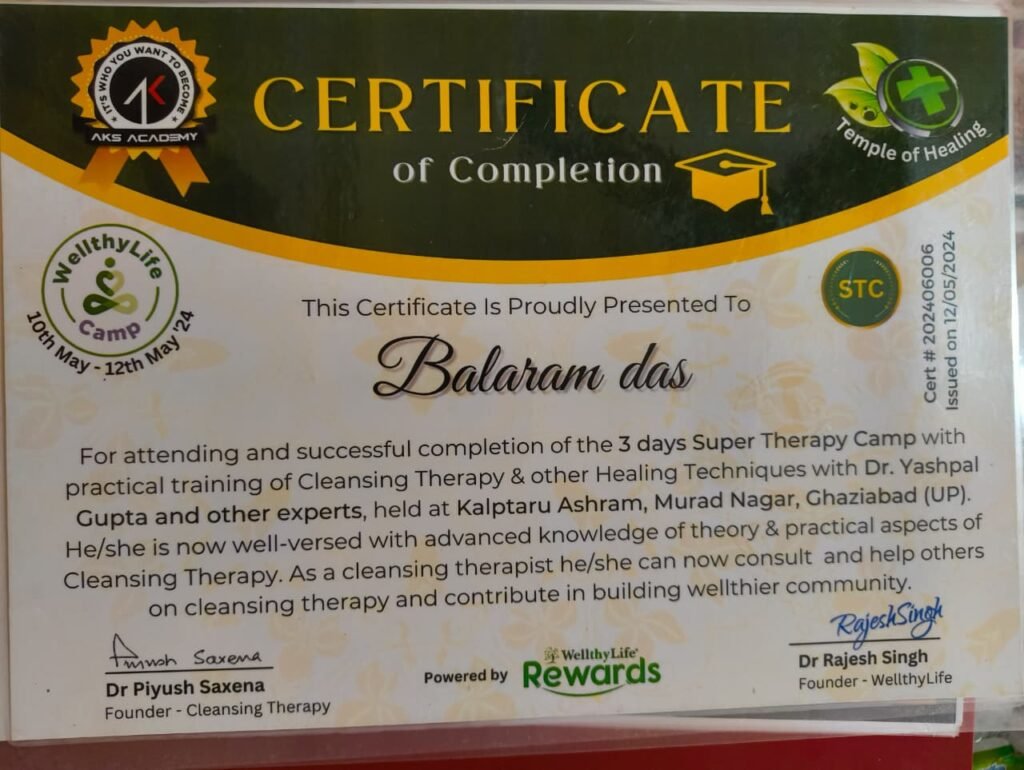 IT'S WHO YOU WANT TO BECOME
AK
AKS ACADEMY
CERTIFICATE
of Completion
Temple of Healing
WellthyLife
Camp
10th May - 12th May '24
STC
Cert # 202406006
Issued on 12/05/2024
This Certificate Is Proudly Presented To
Balaram das
For attending and successful completion of the 3 days Super Therapy Camp with
practical training of Cleansing Therapy & other Healing Techniques with Dr. Yashpal
Gupta and other experts, held at Kalptaru Ashram, Murad Nagar, Ghaziabad (UP).
He/she is now well-versed with advanced knowledge of theory & practical aspects of
Cleansing Therapy. As a cleansing therapist he/she can now consult and help others
on cleansing therapy and contribute in building wellthier community.
Saxena
Dr Piyush Saxena
Founder - Cleansing Therapy
Powered by
WellthyLife®
Rewards
RajeshSingh
Dr Rajesh Singh
Founder - WellthyLife